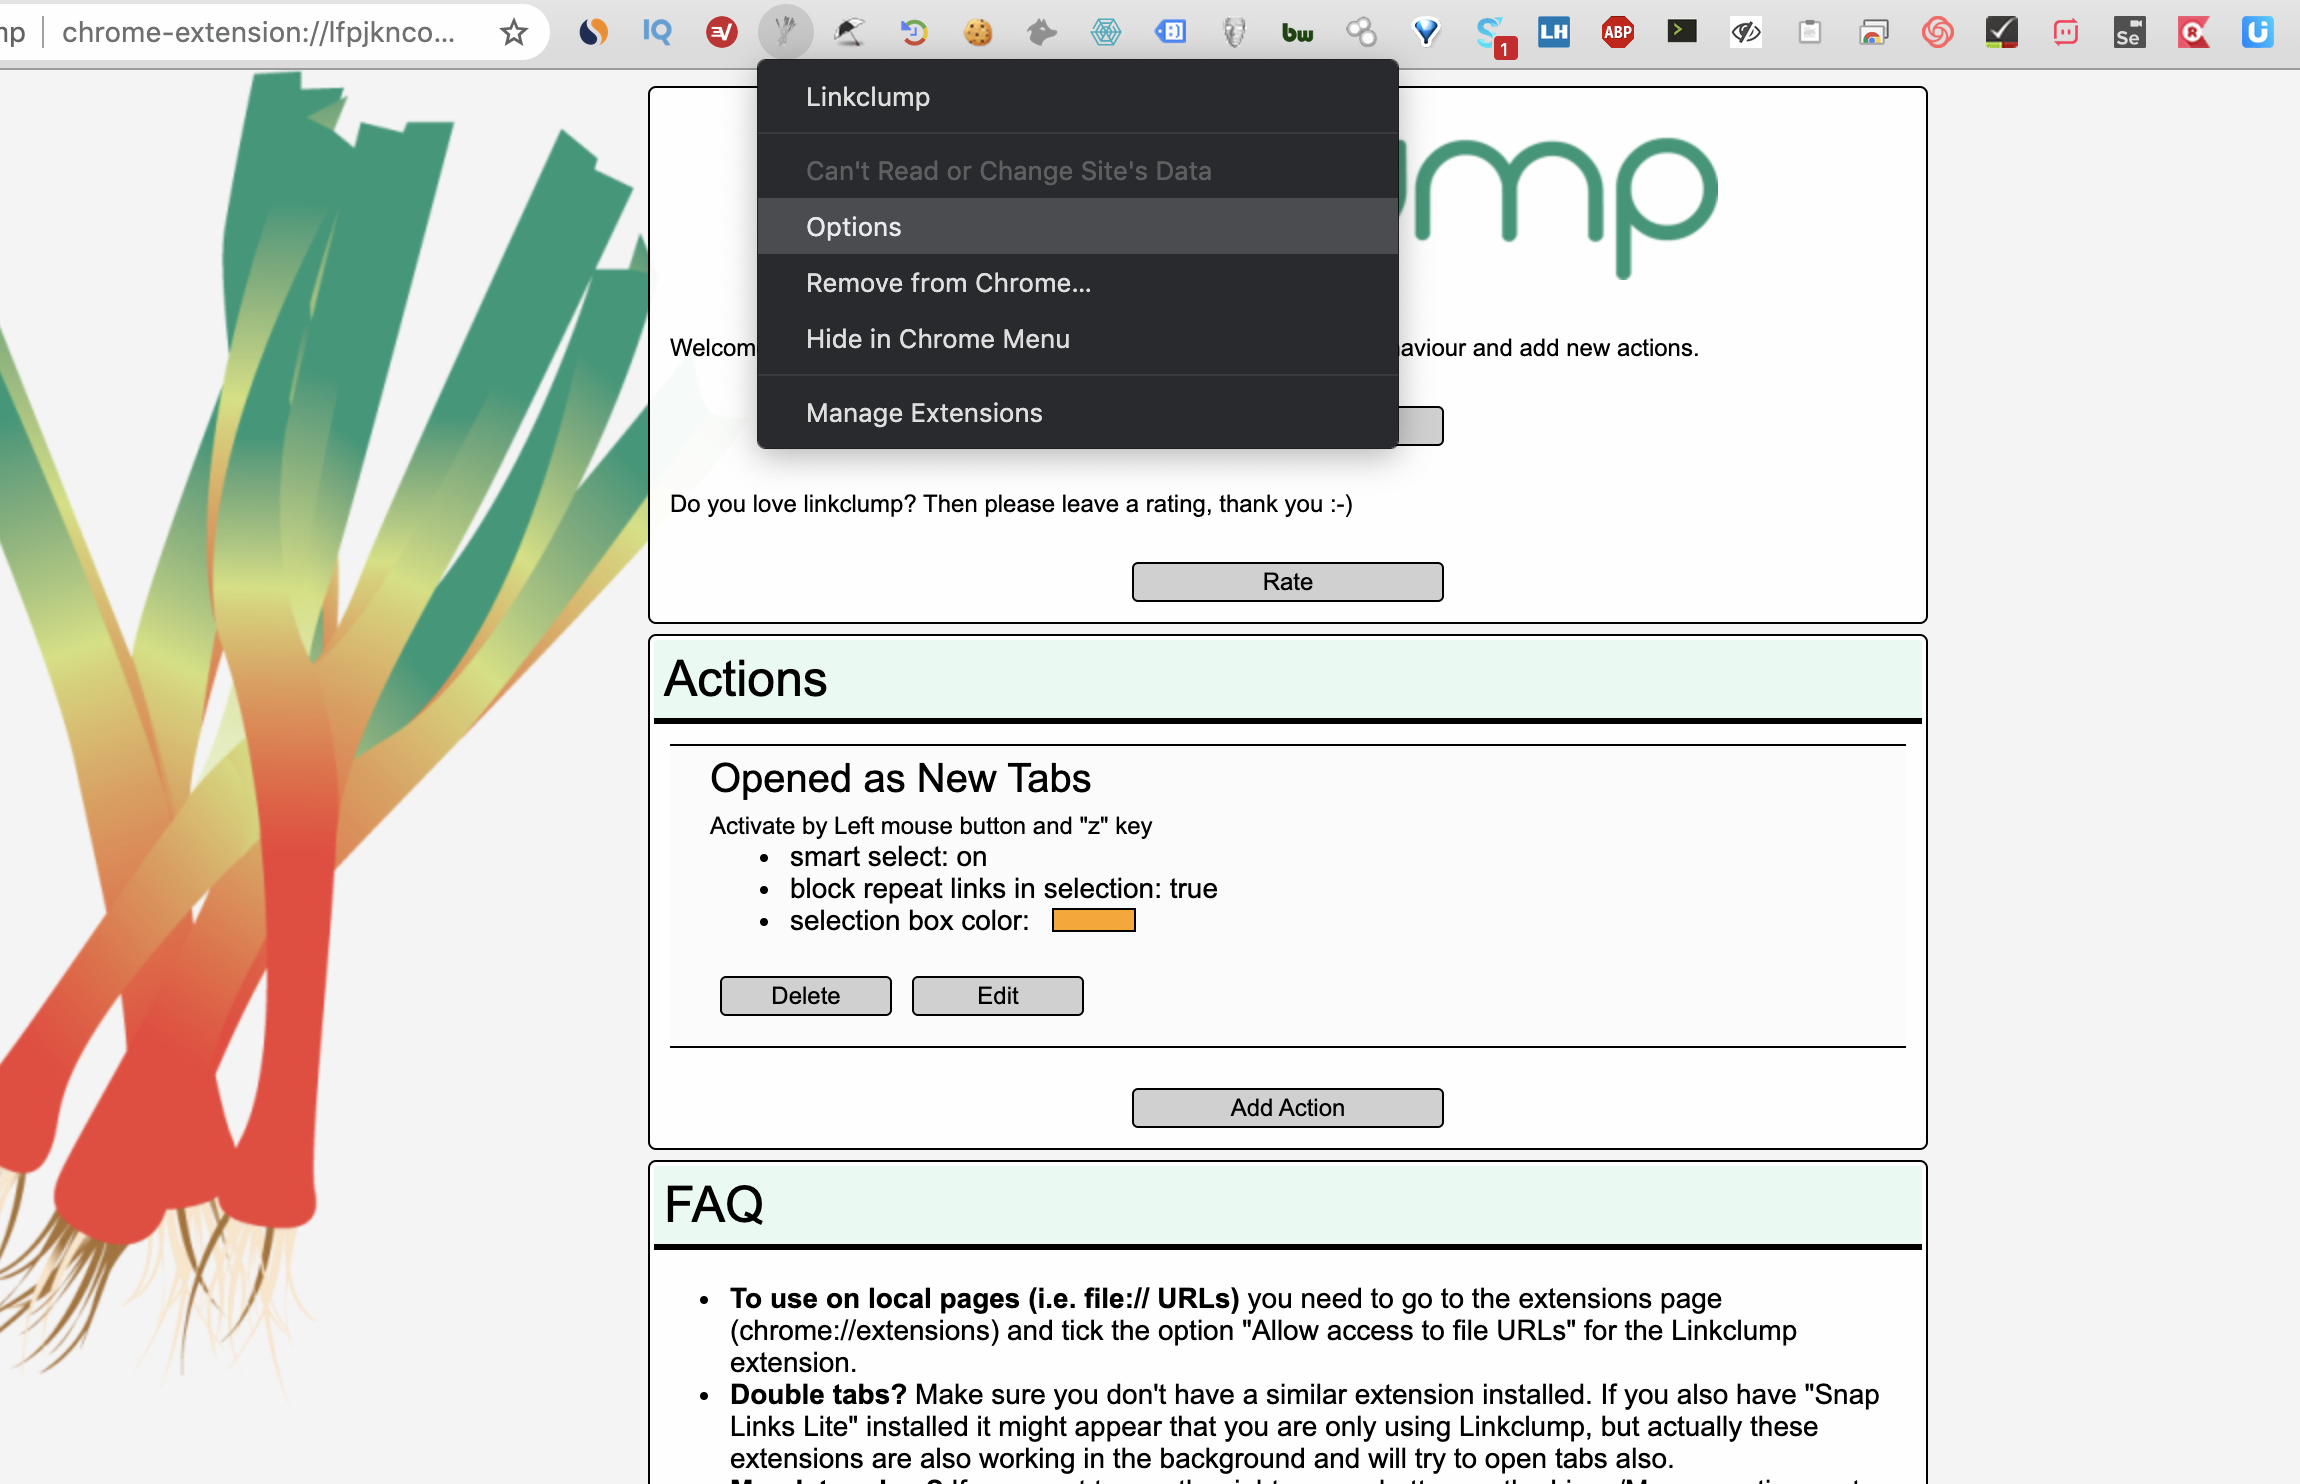 np
chrome-extension://lfpjknco...
IQ
bw
1
LH
ABP
Se
R
Linkclump
Can't Read or Change Site's Data
Options
Remove from Chrome...
Hide in Chrome Menu
Manage Extensions
ump
Welcom
aviour and add new actions.
Do you love linkclump? Then please leave a rating, thank you :-)
Rate
Actions
Opened as New Tabs
Activate by Left mouse button and "z" key
• smart select: on
• block repeat links in selection: true
• selection box color:
Delete
Edit
Add Action
FAQ
• To use on local pages (i.e. file:// URLs) you need to go to the extensions page
(chrome://extensions) and tick the option "Allow access to file URLs" for the Linkclump
extension.
• Double tabs? Make sure you don't have a similar extension installed. If you also have "Snap
Links Lite" installed it might appear that you are only using Linkclump, but actually these
extensions are also working in the background and will try to open tabs also.